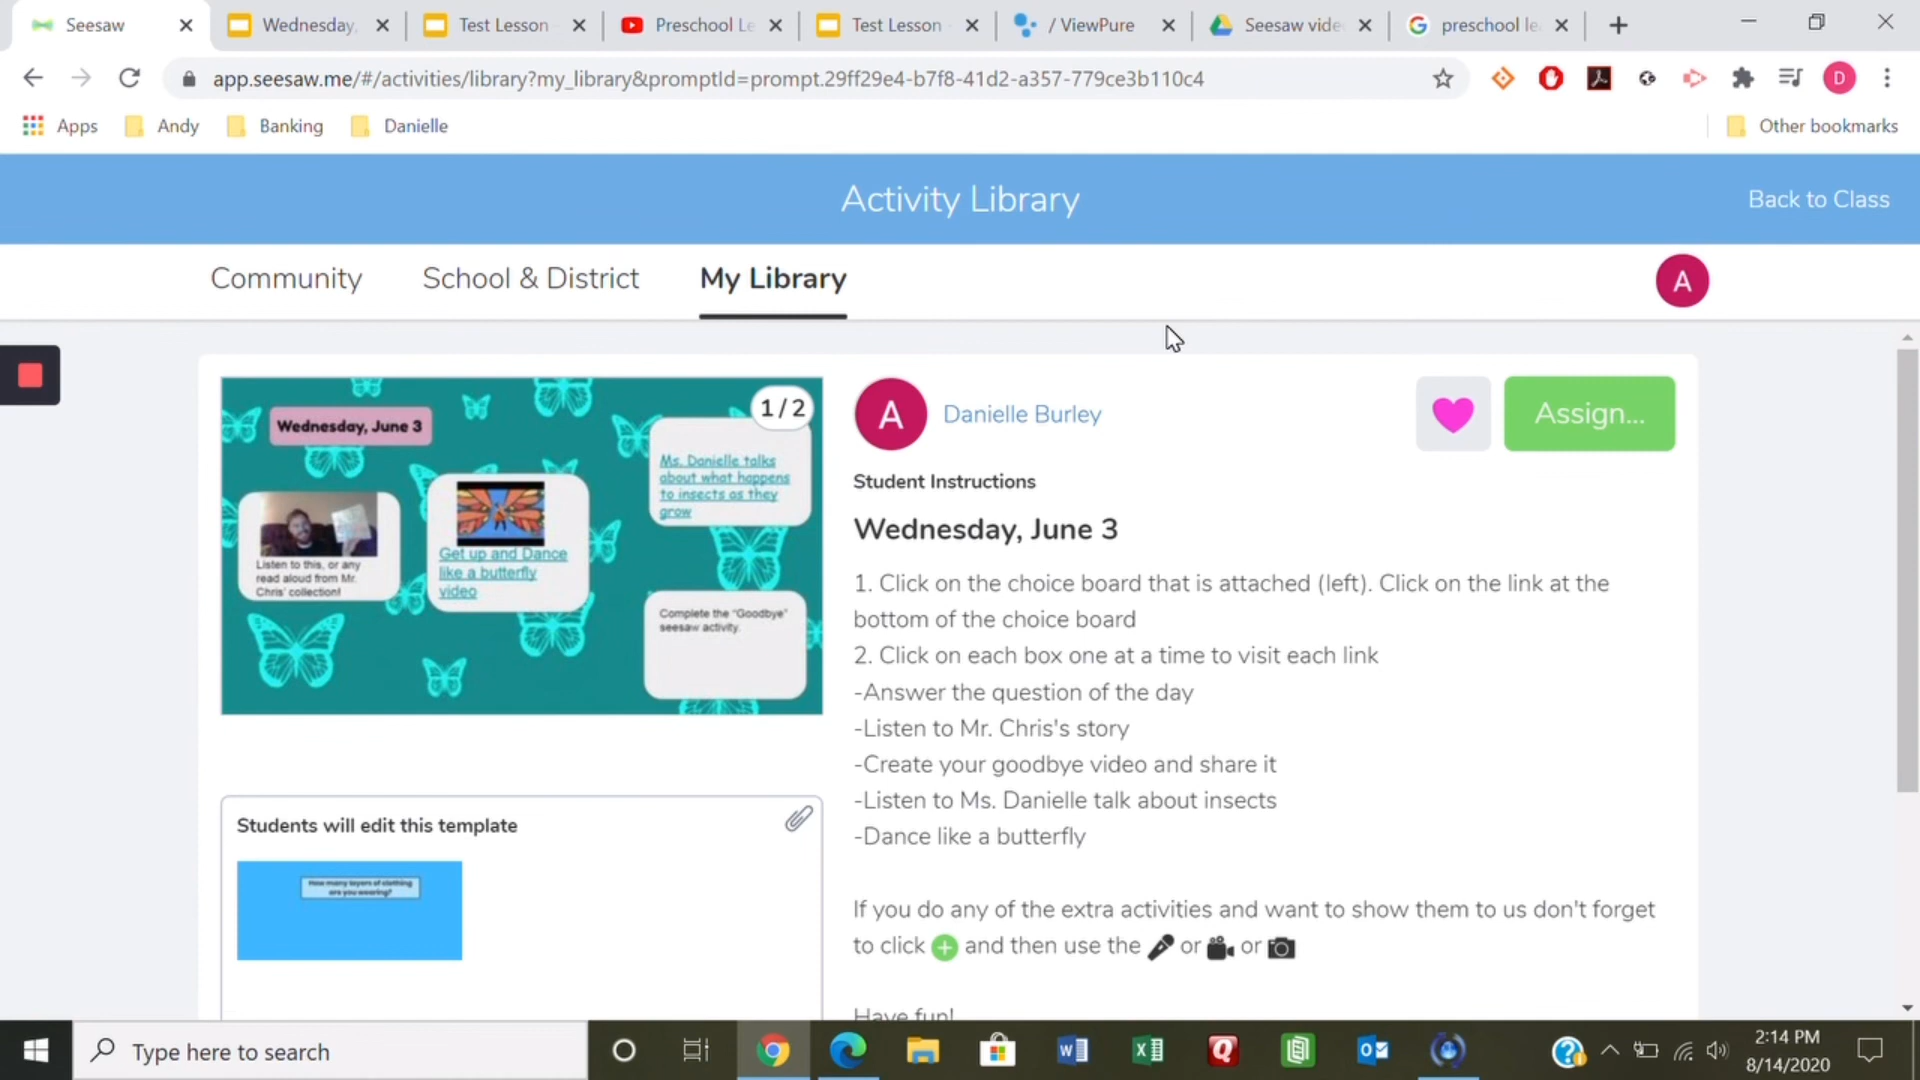 Seesaw
Wednesday,
Test Lesson
Preschool Le
Test Lesson -
/ ViewPure
Seesaw vide
preschool le
app.seesaw.me/#/activities/library?my_library&promptId=prompt.29ff29e4-b7f8-41d2-a357-779ce3b110c4
D
Apps
Andy
Banking
Danielle
Other bookmarks
Activity Library
Back to Class
Community
School & District
My Library
A
Wednesday, June 3
1 / 2
Ms. Danielle talks
about what happens
to insects as they
grow
Listen to this, or any
read aloud from Mr.
Chris' collection!
Get up and Dance
like a butterfly
video
Complete the "Goodbye"
seesaw activity.
A
Danielle Burley
Assign...
Student Instructions
Wednesday, June 3
1. Click on the choice board that is attached (left). Click on the link at the
bottom of the choice board
2. Click on each box one at a time to visit each link
-Answer the question of the day
-Listen to Mr. Chris's story
-Create your goodbye video and share it
-Listen to Ms. Danielle talk about insects
-Dance like a butterfly
If you do any of the extra activities and want to show them to us don't forget
to click and then use the or or
Have fun!
Students will edit this template
How many layers of clothing
are you wearing?
Type here to search
2:14 PM
8/14/2020